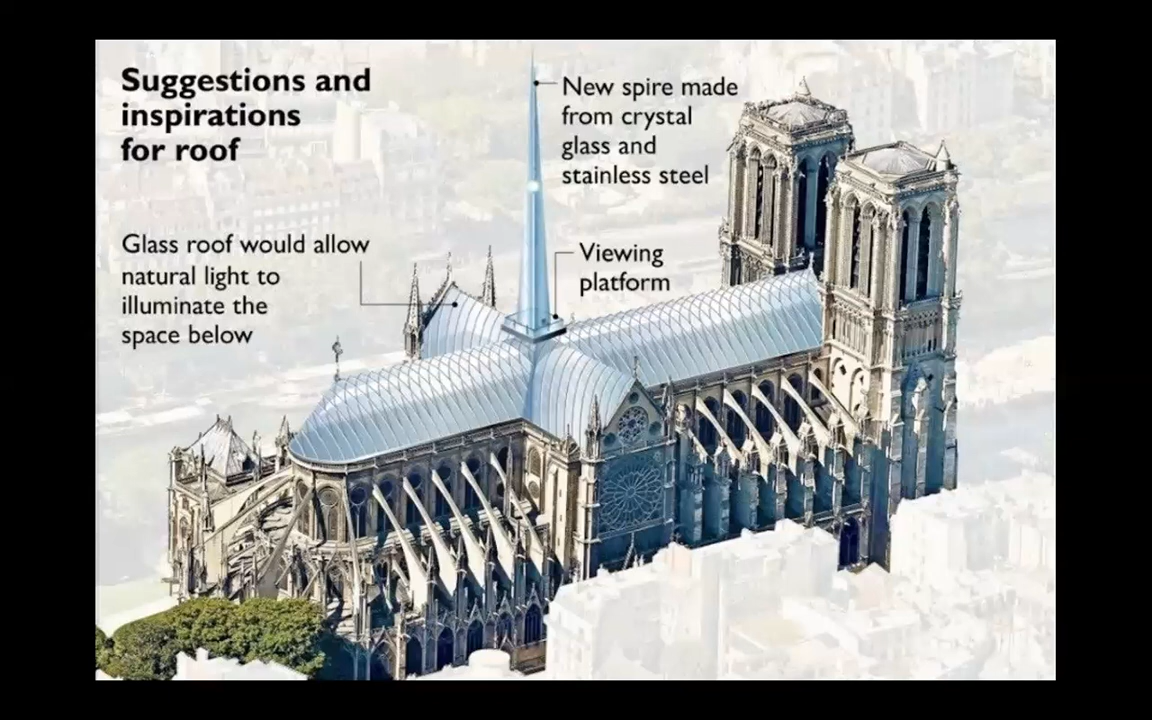 Suggestions and
inspirations
for roof
New spire made
from crystal
glass and
stainless steel
Glass roof would allow
natural light to
illuminate the
space below
Viewing
platform